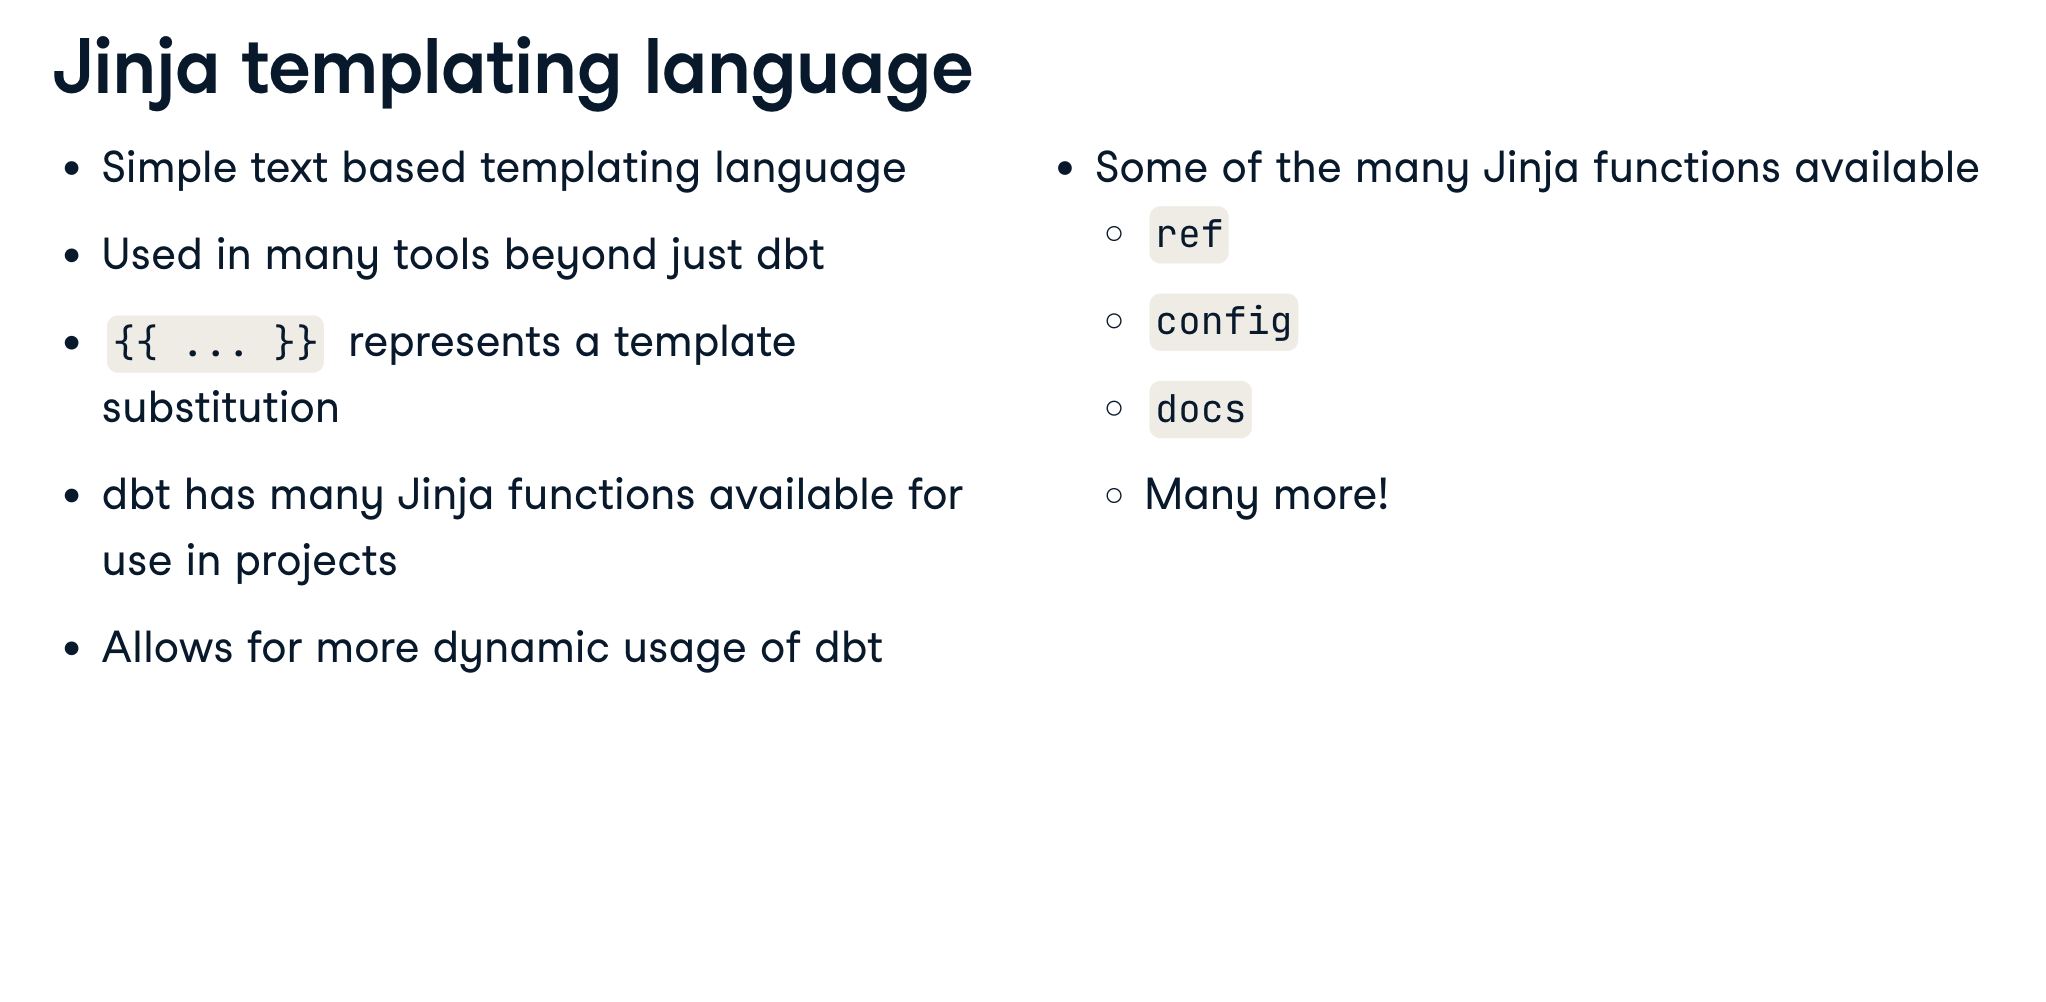 Jinja templating language
• Simple text based templating language
• Used in many tools beyond just dbt
• {{ ... }} represents a template
substitution
• dbt has many Jinja functions available for
use in projects
• Allows for more dynamic usage of dbt
• Some of the many Jinja functions available
○ ref
○ config
○ docs
○ Many more!